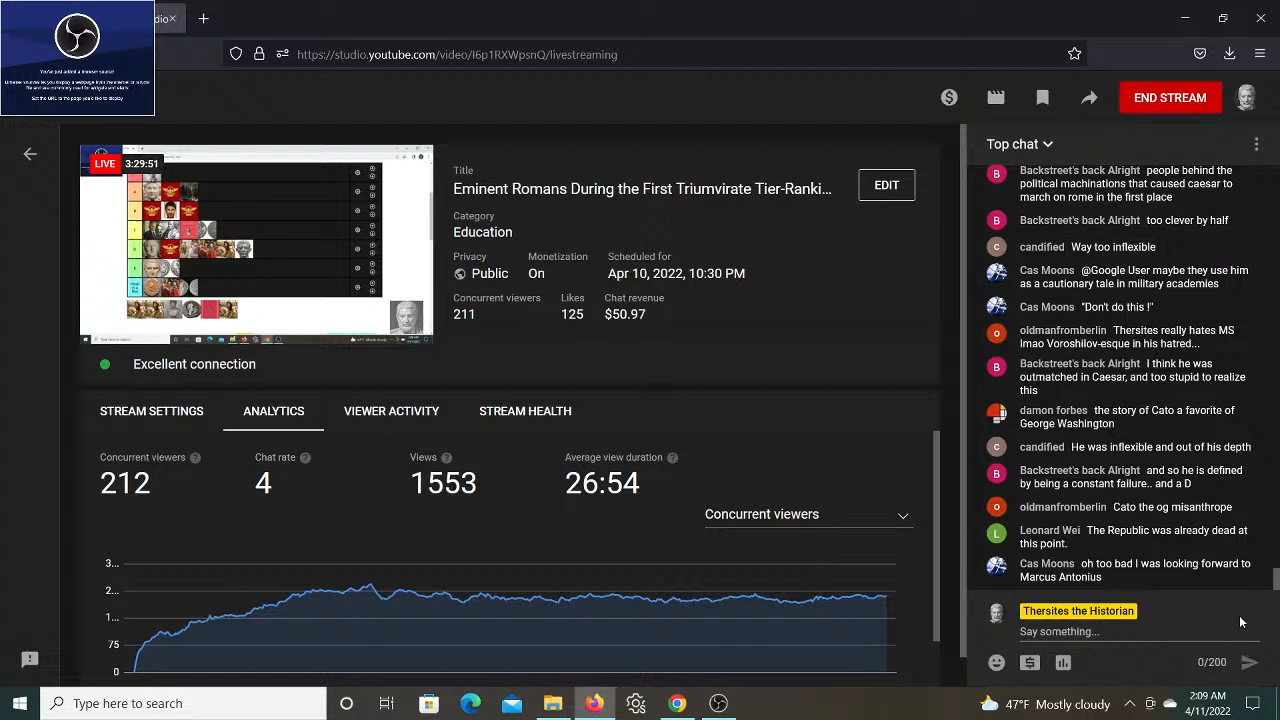 dio
You've just added a browser source!
https://studio.youtube.com/video/I6p1RXWpsnQ/livestreaming
END STREAM
LIVE 3:29:51
Title
Eminent Romans During the First Triumvirate Tier-Ranki...
EDIT
Category
Education
Privacy
Monetization
Scheduled for
Public
On
Apr 10, 2022, 10:30 PM
Concurrent viewers
Likes
Chat revenue
211
125
$50.97
Excellent connection
STREAM SETTINGS
ANALYTICS
VIEWER ACTIVITY
STREAM HEALTH
Concurrent viewers
Chat rate
Views
Average view duration
212
4
1553
26:54
Concurrent viewers
3...
2...
1...
75
0
Top chat
Backstreet's back Alright people behind the
political machinations that caused caesar to
march on rome in the first place
Backstreet's back Alright too clever by half
candified Way too inflexible
Cas Moons @Google User maybe they use him
y tale in military academies
Cas Moons "Don't do this !"
oldmanfromberlin Thersites really hates MS,
lmao Voroshilov-esque in his hatred...
Backstreet's back Alright I think he was
outmatched in Caesar, and too stupid to realize
this
damon forbes the story of Cato a favorite of
George Washington
candified He was inflexible and out of his depth
Backstreet's back Alright and so he is defined
by being a constant failure.. and a D
oldmanfromberlin Cato the og misanthrope
Leonard Wei The Republic was already dead at
this point.
Cas Moons oh too bad I was looking forward to
Marcus Antonius
Thersites the Historian
Say something...
0/200
Type here to search
47°F Mostly cloudy
2:09 AM
4/11/2022